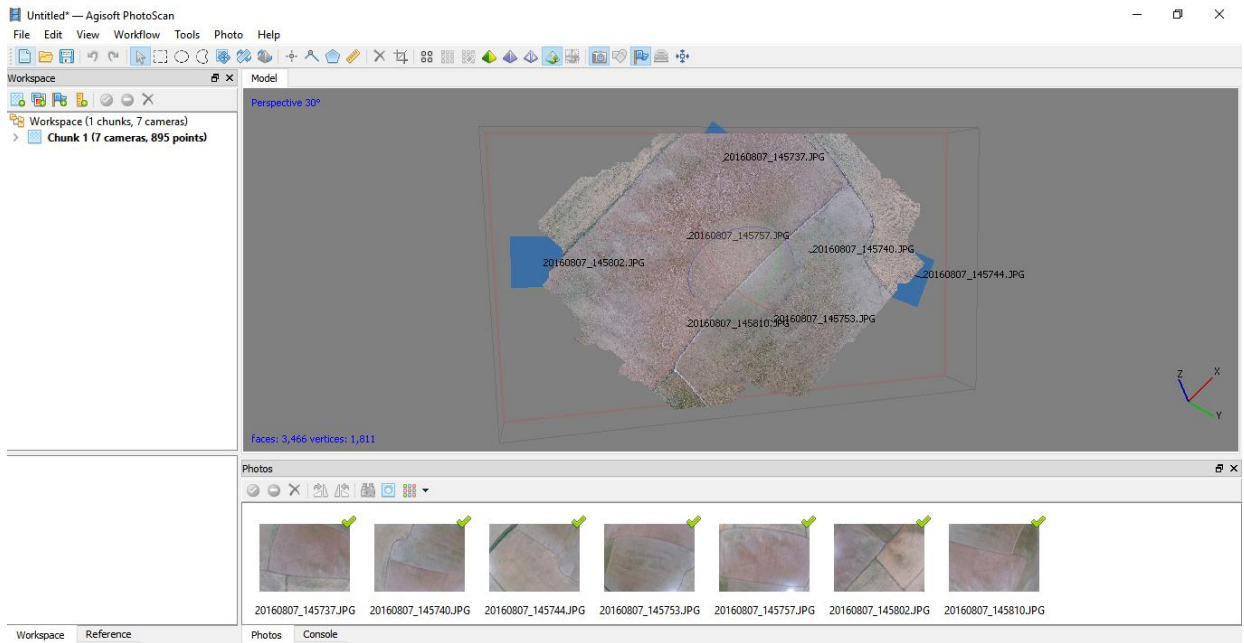 Untitled* — Agisoft PhotoScan
File Edit View Workflow Tools Photo Help
Workspace
Model
Workspace (1 chunks, 7 cameras)
Chunk 1 (7 cameras, 895 points)
Perspective 30°
20160807_145737.JPG
20160807_145757.JPG
20160807_145740.JPG
20160807_145802.JPG
20160807_145744.JPG
20160807_145810.JPG
20160807_145753.JPG
Z X
Y
faces: 3,466 vertices: 1,811
Photos
20160807_145737.JPG 20160807_145740.JPG 20160807_145744.JPG 20160807_145753.JPG 20160807_145757.JPG 20160807_145802.JPG 20160807_145810.JPG
Workspace Reference
Photos Console